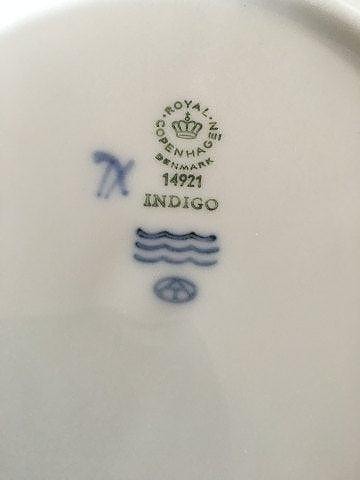 ROYAL
COPENHAGEN
DENMARK
14921
INDIGO